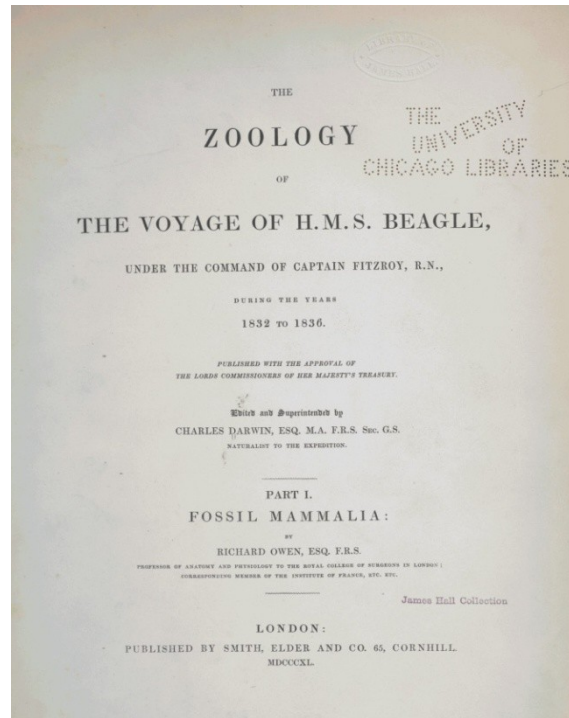 LIBRARY OF
JAMES HALL
THE
ZOOLOGY
OF
THE VOYAGE OF H.M.S. BEAGLE,
UNDER THE COMMAND OF CAPTAIN FITZROY, R.N.,
DURING THE YEARS
1832 TO 1836.
PUBLISHED WITH THE APPROVAL OF
THE LORDS COMMISSIONERS OF HER MAJESTY'S TREASURY.
Edited and Superintended by
CHARLES DARWIN, ESQ. M.A. F.R.S. SEC. G.S.
NATURALIST TO THE EXPEDITION.
PART I.
FOSSIL MAMMALIA:
BY
RICHARD OWEN, ESQ. F.R.S.
PROFESSOR OF ANATOMY AND PHYSIOLOGY TO THE ROYAL COLLEGE OF SURGEONS IN LONDON;
CORRESPONDING MEMBER OF THE INSTITUTE OF FRANCE, ETC. ETC.
LONDON:
PUBLISHED BY SMITH, ELDER AND CO. 65, CORNHILL.
MDCCCXL.
THE
UNIVERSITY
OF
CHICAGO LIBRARIES
James Hall Collection